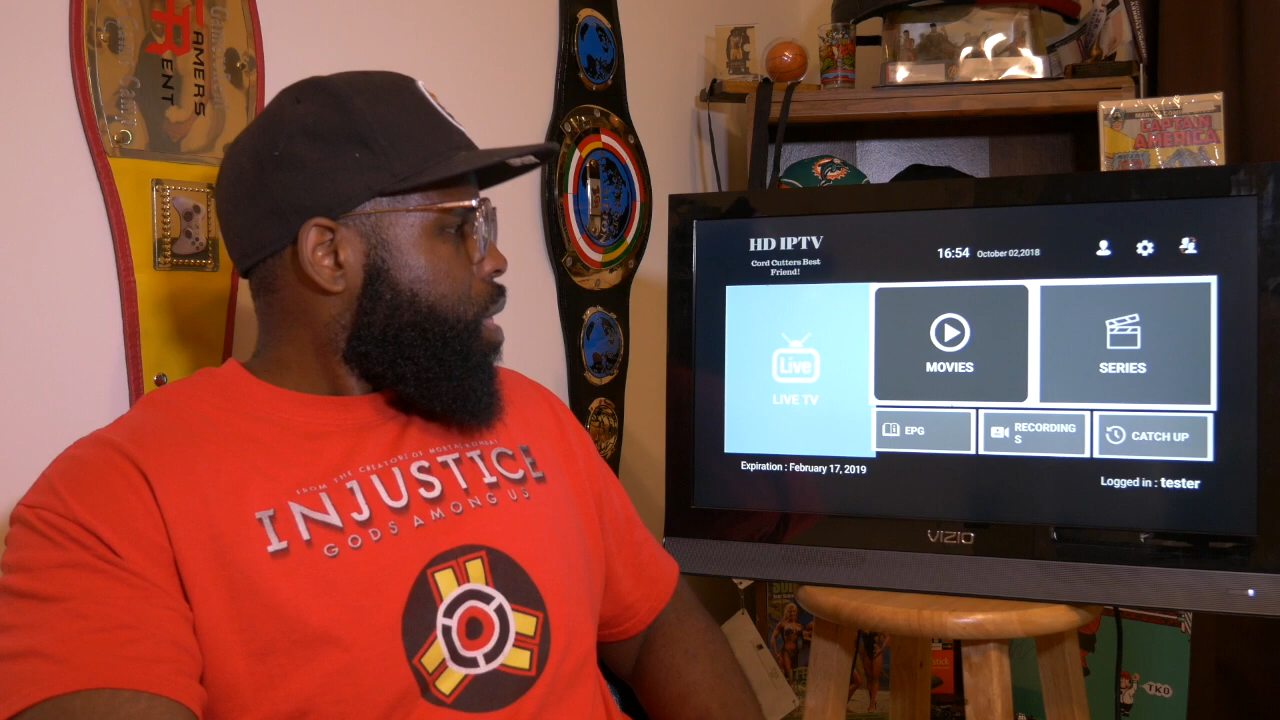 GAMERS
ENT
CAPTAIN
AMERICA
HD IPTV
Cord Cutters Best
Friend!
16:54 October 02,2018
Live
LIVE TV
MOVIES
SERIES
EPG
RECORDING
S
CATCH UP
Expiration : February 17, 2019
Logged in : tester
VIZIO
FROM THE CREATORS OF MORTAL KOMBAT
INJUSTICE
GODS AMONG US
TKO